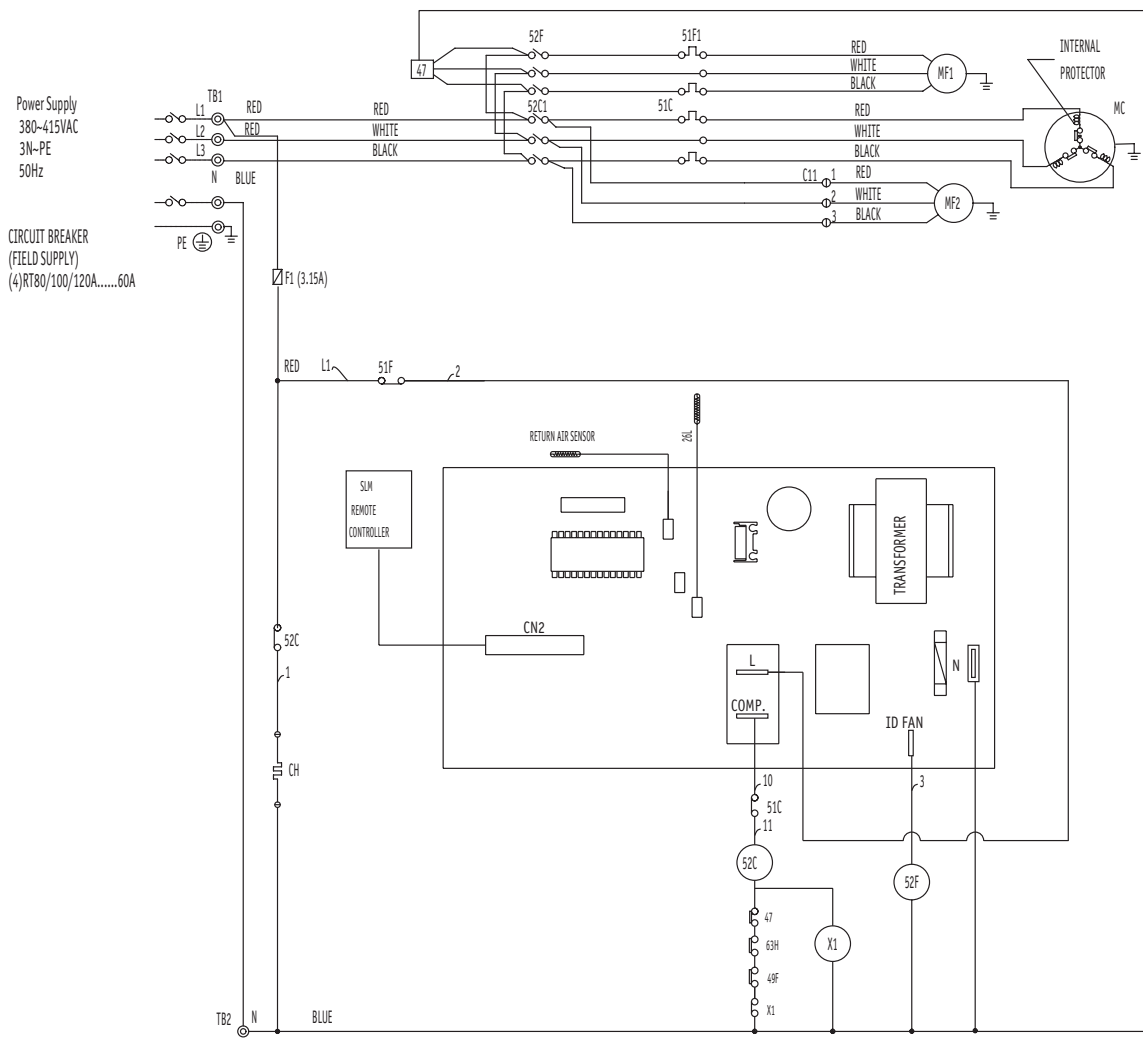 52F
51F1
RED
INTERNAL
PROTECTOR
47
WHITE
MF1
BLACK
Power Supply
380~415VAC
3N~PE
50Hz
TB1
L1
RED
RED
52C1
51C
RED
MC
L2
RED
WHITE
WHITE
L3
BLACK
BLACK
N
BLUE
C11
1
RED
2
WHITE
MF2
3
BLACK
CIRCUIT BREAKER
(FIELD SUPPLY)
(4)RT80/100/120A......60A
PE
F1 (3.15A)
RED
L1
51F
2
RETURN AIR SENSOR
26L
SLM
REMOTE
CONTROLLER
TRANSFORMER
CN2
52C
1
L
N
COMP.
ID FAN
CH
10
3
51C
11
52C
52F
47
63H
X1
49F
X1
TB2
N
BLUE